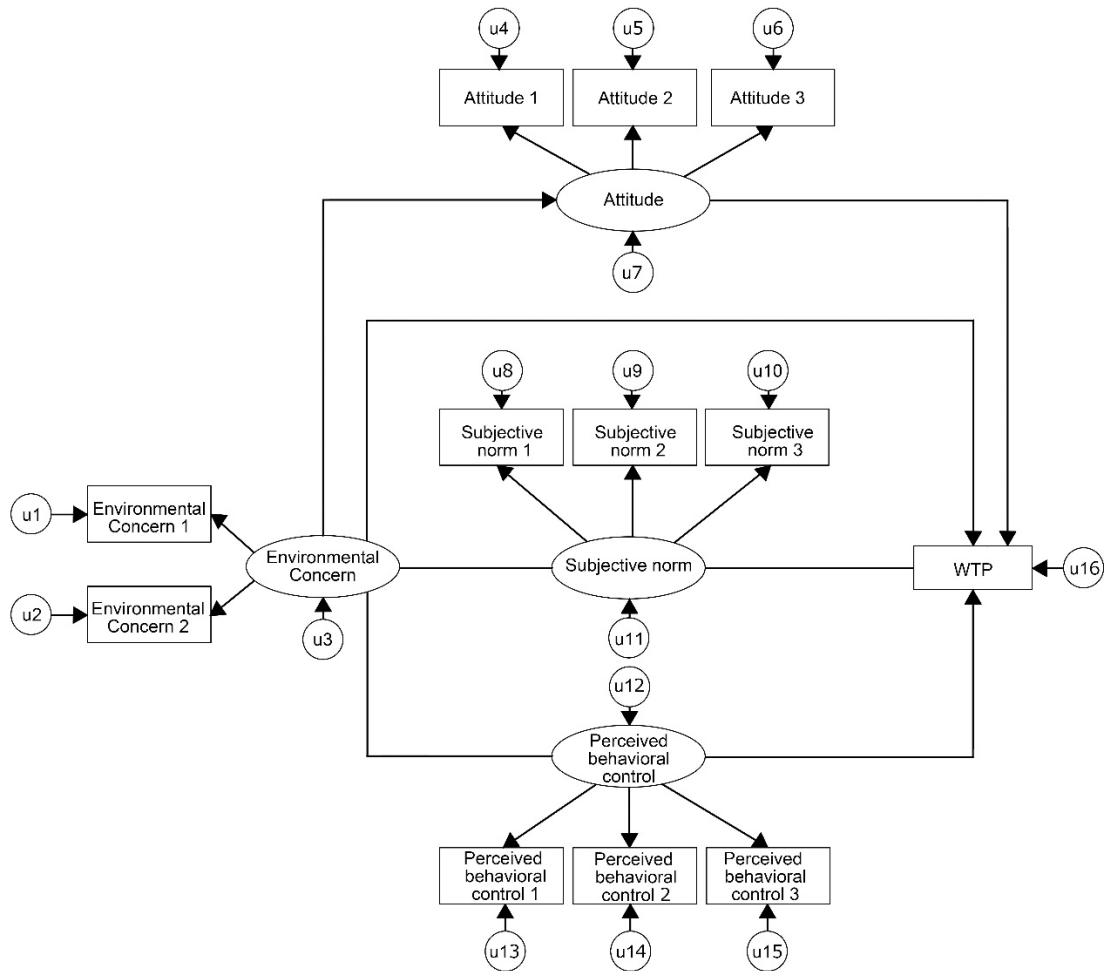 u4
u5
u6
Attitude 1
Attitude 2
Attitude 3
Attitude
u7
u8
u9
u10
Subjective
norm 1
Subjective
norm 2
Subjective
norm 3
u1
Environmental
Concern 1
Environmental
Concern
Subjective norm
WTP
u16
u2
Environmental
Concern 2
u3
u11
u12
Perceived
behavioral
control
Perceived
behavioral
control 1
Perceived
behavioral
control 2
Perceived
behavioral
control 3
u13
u14
u15